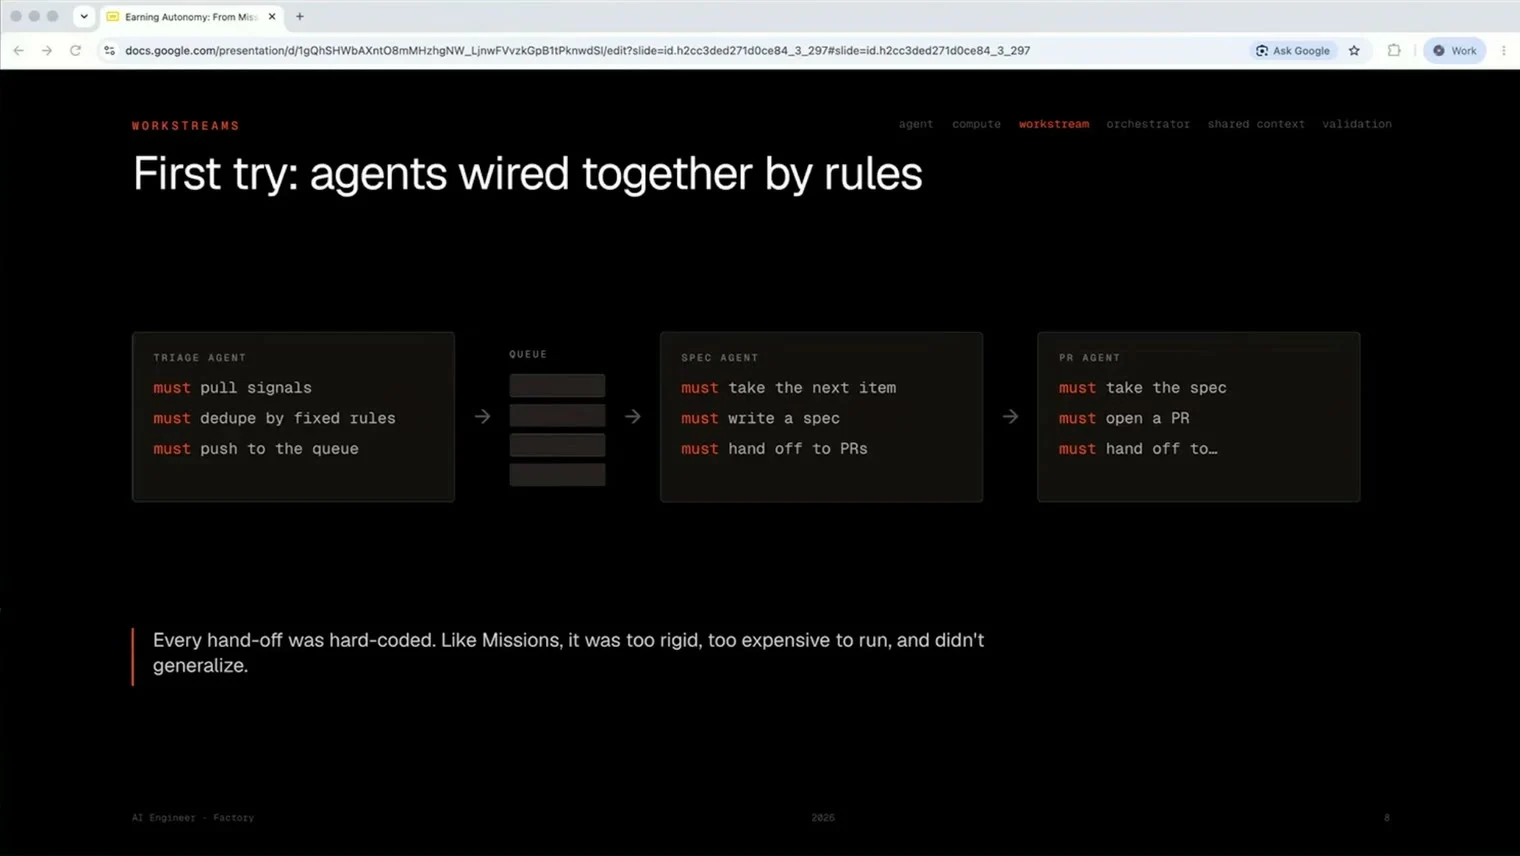 Earning Autonomy: From Miss
docs.google.com/presentation/d/1gQhSHWbAXntO8mMHzhgNW_LjnwFVvzkGpB1tPknwdSI/edit?slide=id.h2cc3ded271d0ce84_3_297#slide=id.h2cc3ded271d0ce84_3_297
Ask Google
Work
WORKSTREAMS
agent compute workstream orchestrator shared context validation
First try: agents wired together by rules
TRIAGE AGENT
must pull signals
must dedupe by fixed rules
must push to the queue
QUEUE
SPEC AGENT
must take the next item
must write a spec
must hand off to PRs
PR AGENT
must take the spec
must open a PR
must hand off to…
Every hand-off was hard-coded. Like Missions, it was too rigid, too expensive to run, and didn't
generalize.
AI Engineer - Factory
2026
8